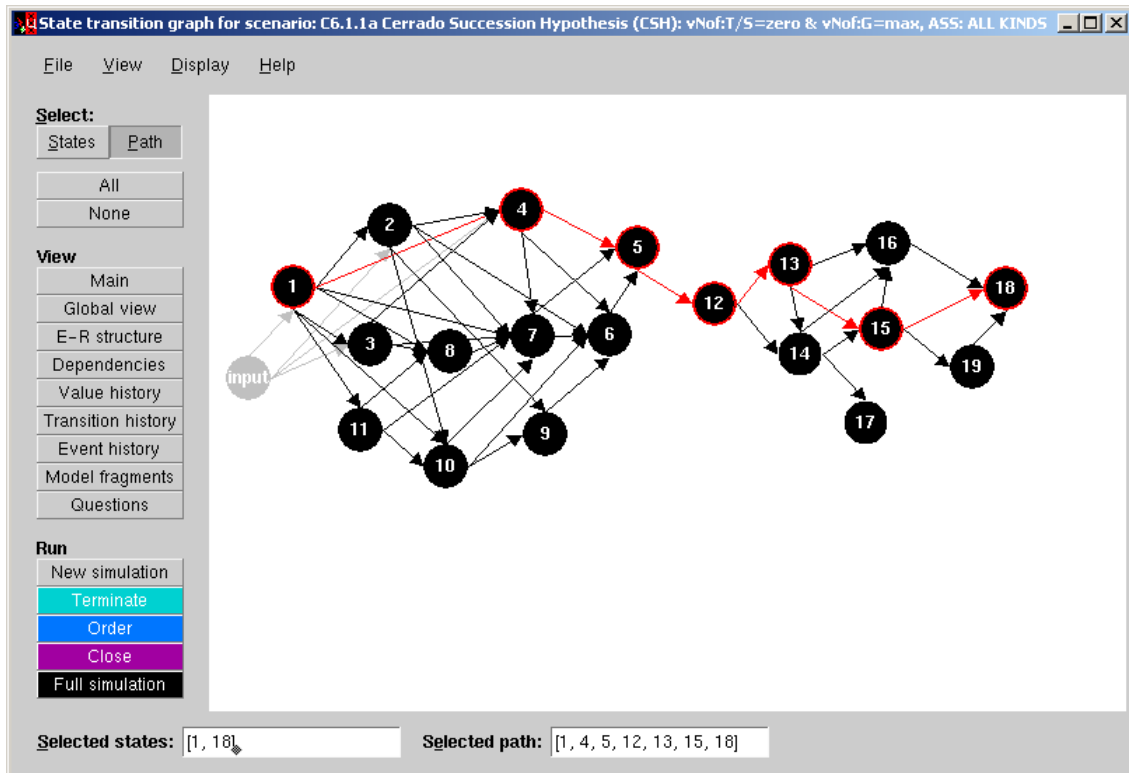 State transition graph for scenario: C6.1.1a Cerrado Succession Hypothesis (CSH): vNof:T/S=zero & vNof:G=max, ASS: ALL KINDS
File View Display Help
Select:
States Path
All
None
View
Main
Global view
E-R structure
Dependencies
Value history
Transition history
Event history
Model fragments
Questions
Run
New simulation
Terminate
Order
Close
Full simulation
input
1
2
3
4
5
6
7
8
9
10
11
12
13
14
15
16
17
18
19
Selected states: [1, 18]
Selected path: [1, 4, 5, 12, 13, 15, 18]